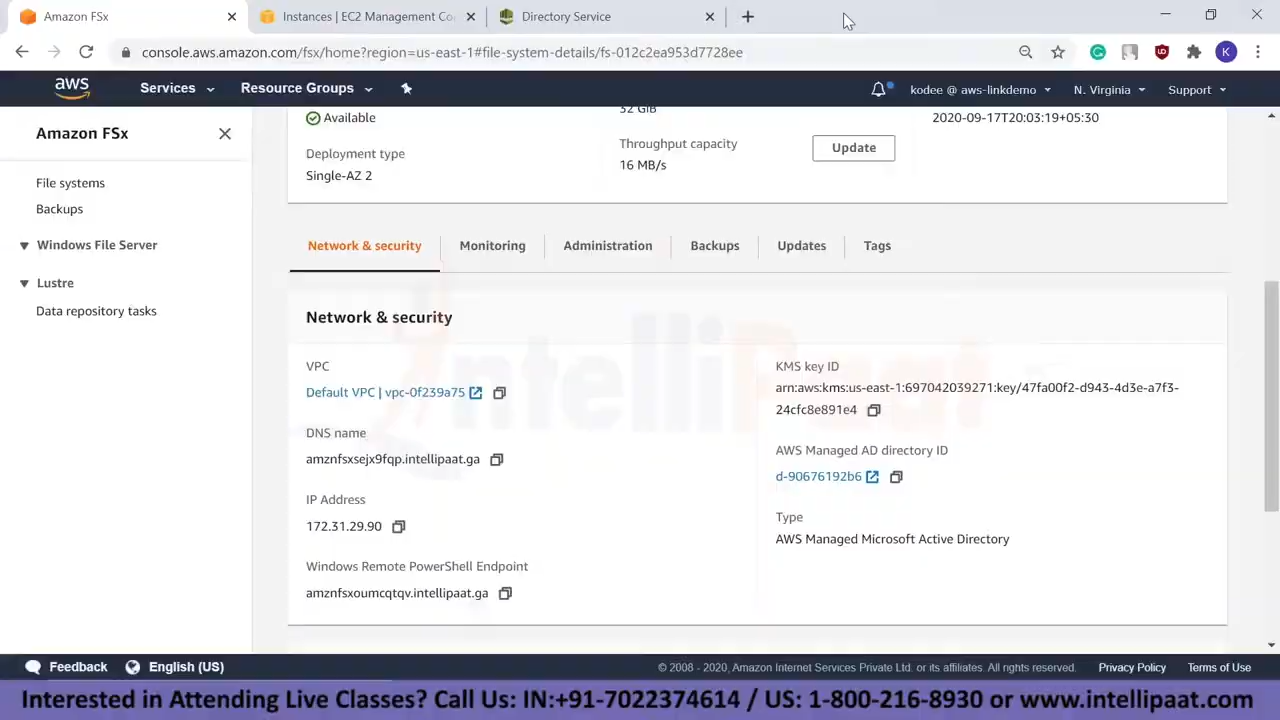 Amazon FSx
Instances | EC2 Management Co
Directory Service
console.aws.amazon.com/fsx/home?region=us-east-1#file-system-details/fs-012c2ea953d7728ee
K
aws
Services
Resource Groups
kodee @ aws-linkdemo
N. Virginia
Support
Amazon FSx
File systems
Backups
Windows File Server
Lustre
Data repository tasks
32 GiB
Available
2020-09-17T20:03:19+05:30
Deployment type
Single-AZ 2
Throughput capacity
16 MB/s
Update
Network & security
Monitoring
Administration
Backups
Updates
Tags
Network & security
VPC
Default VPC | vpc-0f239a75
DNS name
amznfsxsejx9fqp.intellipaat.ga
IP Address
172.31.29.90
Windows Remote PowerShell Endpoint
amznfsxoumcqtqv.intellipaat.ga
KMS key ID
arn:aws:kms:us-east-1:697042039271:key/47fa00f2-d943-4d3e-a7f3-
24cfc8e891e4
AWS Managed AD directory ID
d-90676192b6
Type
AWS Managed Microsoft Active Directory
IntelliPaat
Feedback
English (US)
© 2008 - 2020, Amazon Internet Services Private Ltd. or its affiliates. All rights reserved.
Privacy Policy
Terms of Use
Interested in Attending Live Classes? Call Us: IN:+91-7022374614 / US: 1-800-216-8930 or www.intellipaat.com